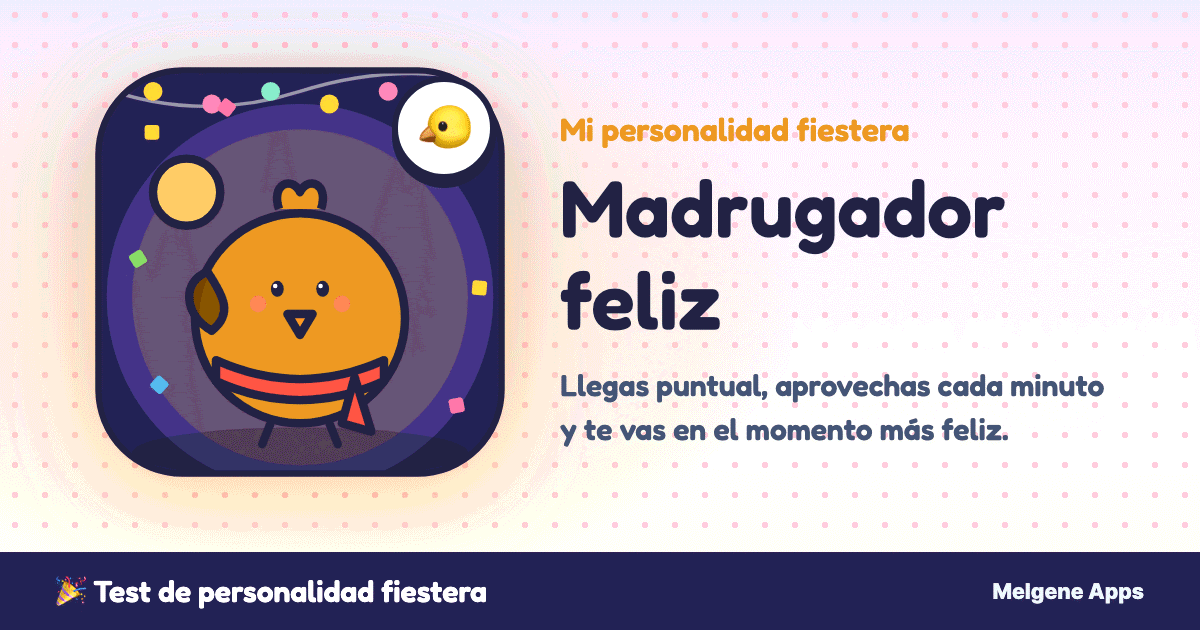 Mi personalidad fiestera
Madrugador
feliz
Llegas puntual, aprovechas cada minuto
y te vas en el momento más feliz.
Test de personalidad fiestera
Melgene Apps